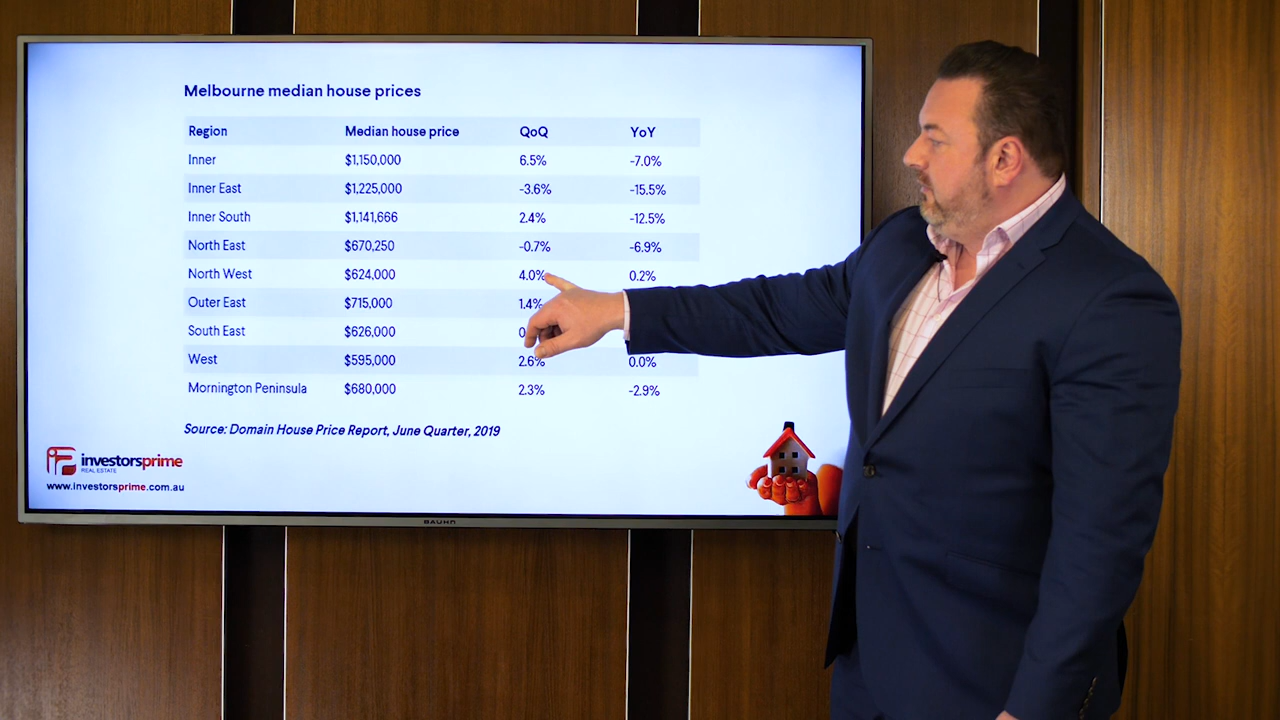 Melbourne median house prices
Region Median house price QoQ YoY
Inner $1,150,000 6.5% -7.0%
Inner East $1,225,000 -3.6% -15.5%
Inner South $1,141,666 2.4% -12.5%
North East $670,250 -0.7% -6.9%
North West $624,000 4.0% 0.2%
Outer East $715,000 1.4%
South East $626,000
West $595,000 2.6% 0.0%
Mornington Peninsula $680,000 2.3% -2.9%
Source: Domain House Price Report, June Quarter, 2019
investorsprime
REAL ESTATE
www.investorsprime.com.au
BAUHN